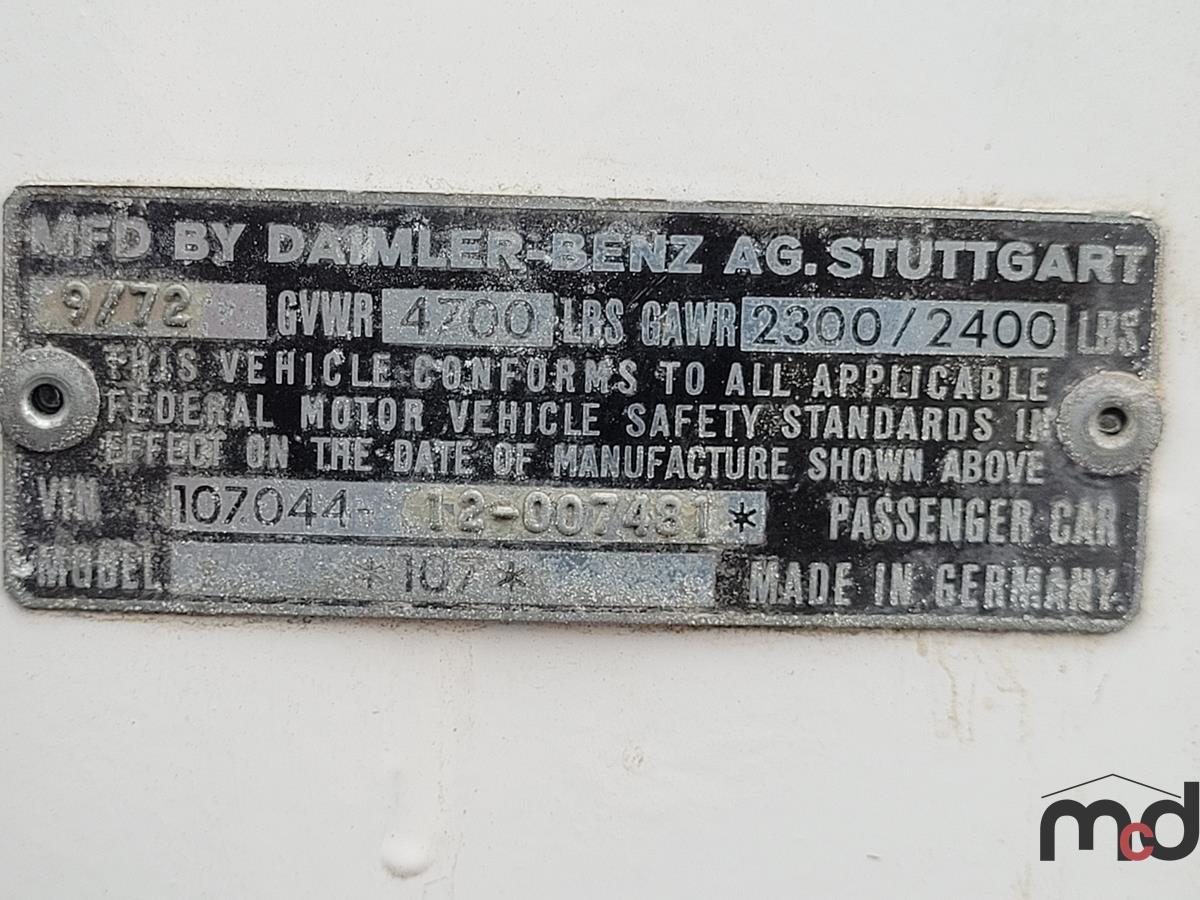 MFD BY DAIMLER-BENZ AG. STUTTGART
9/72 GVWR 4700 LBS GAWR 2300/2400 LBS
THIS VEHICLE CONFORMS TO ALL APPLICABLE
FEDERAL MOTOR VEHICLE SAFETY STANDARDS IN
EFFECT ON THE DATE OF MANUFACTURE SHOWN ABOVE
VIN 107044-12-007481* PASSENGER CAR
MODEL *107* MADE IN GERMANY.
mcd